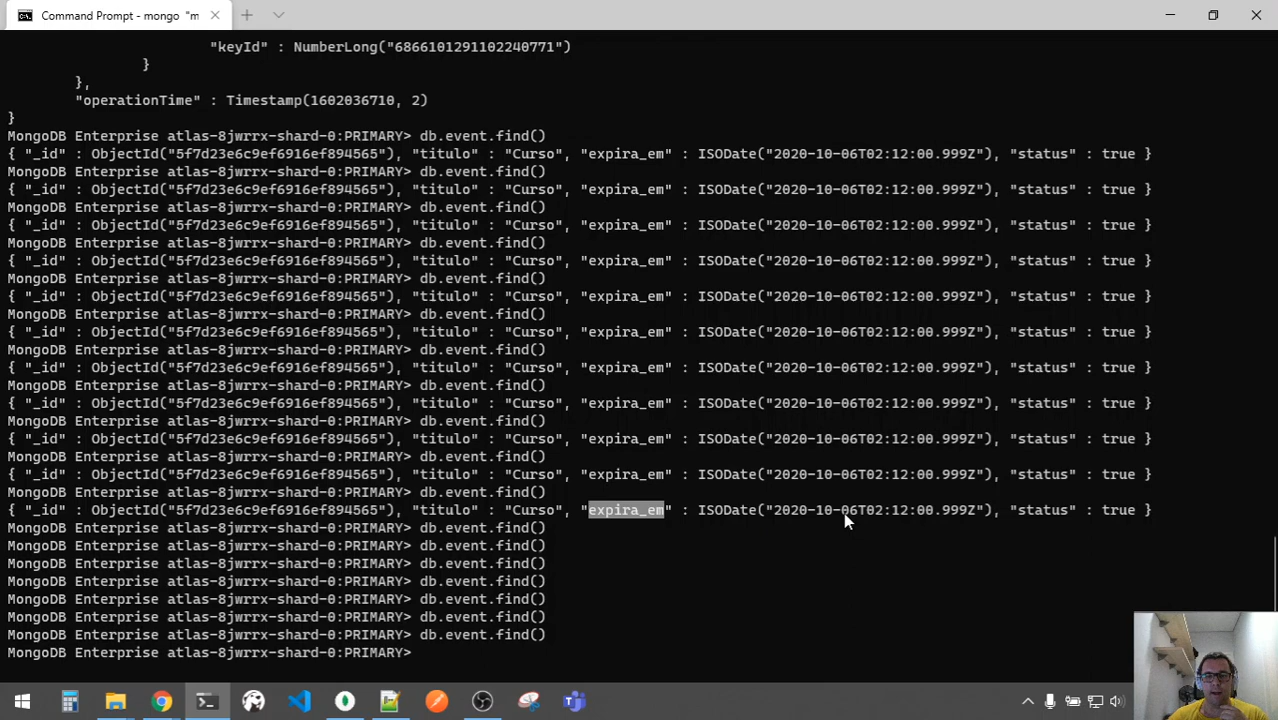 Command Prompt - mongo "m
"keyId" : NumberLong("6866101291102240771")
}
},
"operationTime" : Timestamp(1602036710, 2)
}
MongoDB Enterprise atlas-8jwrrx-shard-0:PRIMARY> db.event.find()
{ "_id" : ObjectId("5f7d23e6c9ef6916ef894565"), "titulo" : "Curso", "expira_em" : ISODate("2020-10-06T02:12:00.999Z"), "status" : true }
MongoDB Enterprise atlas-8jwrrx-shard-0:PRIMARY> db.event.find()
{ "_id" : ObjectId("5f7d23e6c9ef6916ef894565"), "titulo" : "Curso", "expira_em" : ISODate("2020-10-06T02:12:00.999Z"), "status" : true }
MongoDB Enterprise atlas-8jwrrx-shard-0:PRIMARY> db.event.find()
{ "_id" : ObjectId("5f7d23e6c9ef6916ef894565"), "titulo" : "Curso", "expira_em" : ISODate("2020-10-06T02:12:00.999Z"), "status" : true }
MongoDB Enterprise atlas-8jwrrx-shard-0:PRIMARY> db.event.find()
{ "_id" : ObjectId("5f7d23e6c9ef6916ef894565"), "titulo" : "Curso", "expira_em" : ISODate("2020-10-06T02:12:00.999Z"), "status" : true }
MongoDB Enterprise atlas-8jwrrx-shard-0:PRIMARY> db.event.find()
{ "_id" : ObjectId("5f7d23e6c9ef6916ef894565"), "titulo" : "Curso", "expira_em" : ISODate("2020-10-06T02:12:00.999Z"), "status" : true }
MongoDB Enterprise atlas-8jwrrx-shard-0:PRIMARY> db.event.find()
{ "_id" : ObjectId("5f7d23e6c9ef6916ef894565"), "titulo" : "Curso", "expira_em" : ISODate("2020-10-06T02:12:00.999Z"), "status" : true }
MongoDB Enterprise atlas-8jwrrx-shard-0:PRIMARY> db.event.find()
{ "_id" : ObjectId("5f7d23e6c9ef6916ef894565"), "titulo" : "Curso", "expira_em" : ISODate("2020-10-06T02:12:00.999Z"), "status" : true }
MongoDB Enterprise atlas-8jwrrx-shard-0:PRIMARY> db.event.find()
{ "_id" : ObjectId("5f7d23e6c9ef6916ef894565"), "titulo" : "Curso", "expira_em" : ISODate("2020-10-06T02:12:00.999Z"), "status" : true }
MongoDB Enterprise atlas-8jwrrx-shard-0:PRIMARY> db.event.find()
{ "_id" : ObjectId("5f7d23e6c9ef6916ef894565"), "titulo" : "Curso", "expira_em" : ISODate("2020-10-06T02:12:00.999Z"), "status" : true }
MongoDB Enterprise atlas-8jwrrx-shard-0:PRIMARY> db.event.find()
{ "_id" : ObjectId("5f7d23e6c9ef6916ef894565"), "titulo" : "Curso", "expira_em" : ISODate("2020-10-06T02:12:00.999Z"), "status" : true }
MongoDB Enterprise atlas-8jwrrx-shard-0:PRIMARY> db.event.find()
{ "_id" : ObjectId("5f7d23e6c9ef6916ef894565"), "titulo" : "Curso", "expira_em" : ISODate("2020-10-06T02:12:00.999Z"), "status" : true }
MongoDB Enterprise atlas-8jwrrx-shard-0:PRIMARY> db.event.find()
MongoDB Enterprise atlas-8jwrrx-shard-0:PRIMARY> db.event.find()
MongoDB Enterprise atlas-8jwrrx-shard-0:PRIMARY> db.event.find()
MongoDB Enterprise atlas-8jwrrx-shard-0:PRIMARY> db.event.find()
MongoDB Enterprise atlas-8jwrrx-shard-0:PRIMARY> db.event.find()
MongoDB Enterprise atlas-8jwrrx-shard-0:PRIMARY> db.event.find()
MongoDB Enterprise atlas-8jwrrx-shard-0:PRIMARY> db.event.find()
MongoDB Enterprise atlas-8jwrrx-shard-0:PRIMARY>